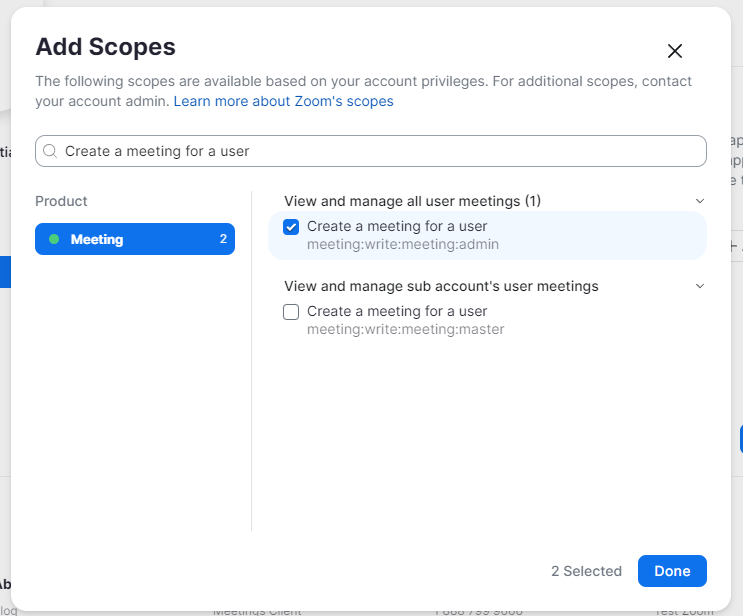 Add Scopes
The following scopes are available based on your account privileges. For additional scopes, contact
your account admin. Learn more about Zoom's scopes
Create a meeting for a user
Product
Meeting 2
View and manage all user meetings (1)
Create a meeting for a user
meeting:write:meeting:admin
View and manage sub account's user meetings
Create a meeting for a user
meeting:write:meeting:master
2 Selected
Done